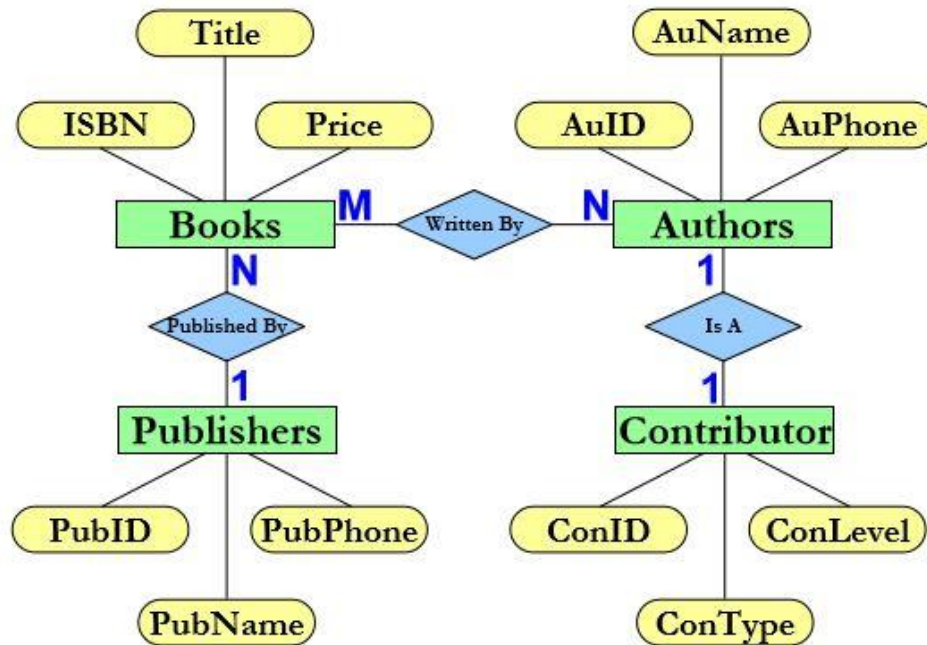 Title
AuName
ISBN
Price
AuID
AuPhone
Books
M
Written By
N
Authors
N
1
Published By
Is A
1
1
Publishers
Contributor
PubID
PubPhone
ConID
ConLevel
PubName
ConType